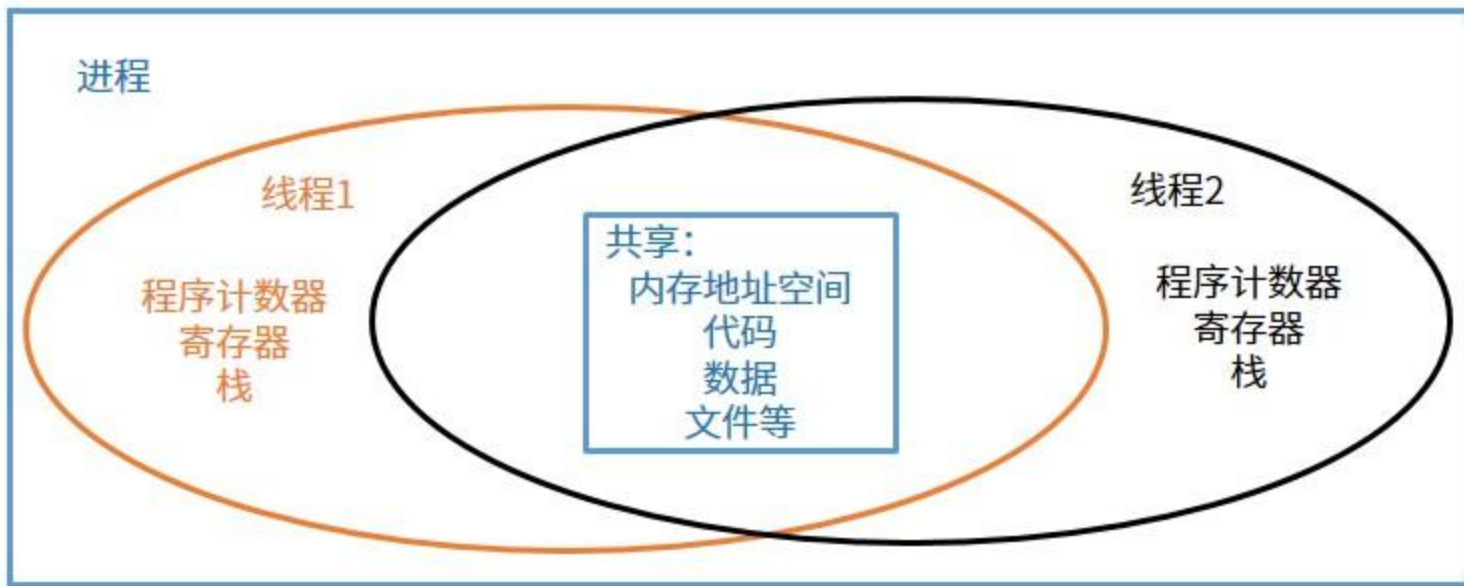 进程
线程1
程序计数器
寄存器
栈
共享：
内存地址空间
代码
数据
文件等
线程2
程序计数器
寄存器
栈